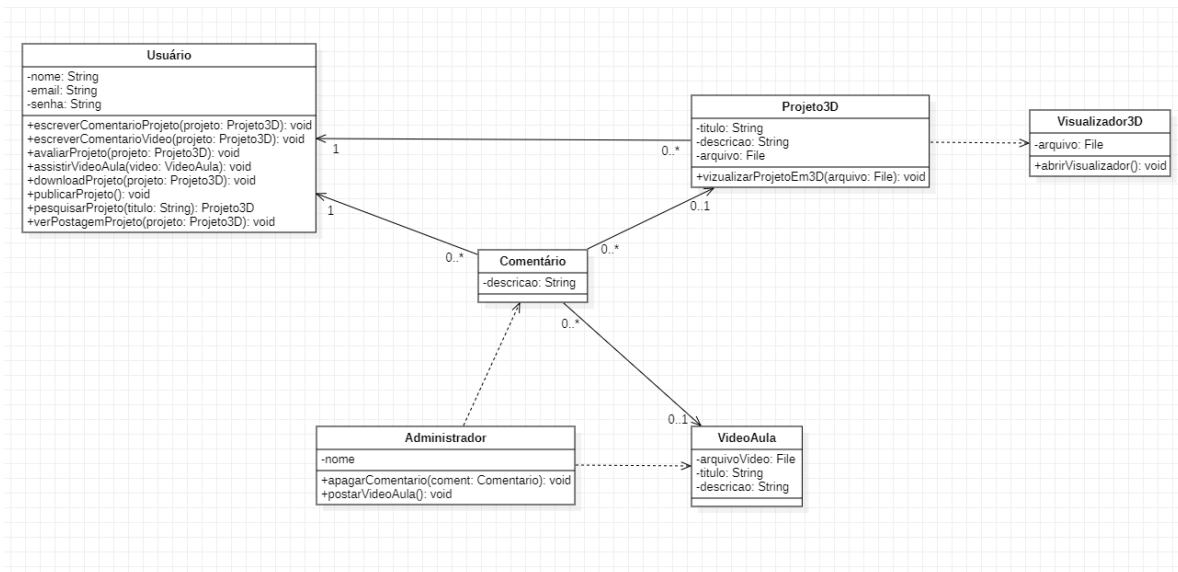 Usuário
-nome: String
-email: String
-senha: String
+escreverComentarioProjeto(projeto: Projeto3D): void
+escreverComentarioVideo(projeto: Projeto3D): void
+avaliarProjeto(projeto: Projeto3D): void
+assistirVideoAula(video: VideoAula): void
+downloadProjeto(projeto: Projeto3D): void
+publicarProjeto(): void
+pesquisarProjeto(titulo: String): Projeto3D
+verPostagemProjeto(projeto: Projeto3D): void
1
0..*
Projeto3D
-titulo: String
-descricao: String
-arquivo: File
+vizualizarProjetoEm3D(arquivo: File): void
Visualizador3D
-arquivo: File
+abrirVisualizador(): void
1
0..*
0..1
0..*
Comentário
-descricao: String
0..*
0..1
Administrador
-nome
+apagarComentario(coment: Comentario): void
+postarVideoAula(): void
VideoAula
-arquivoVideo: File
-titulo: String
-descricao: String